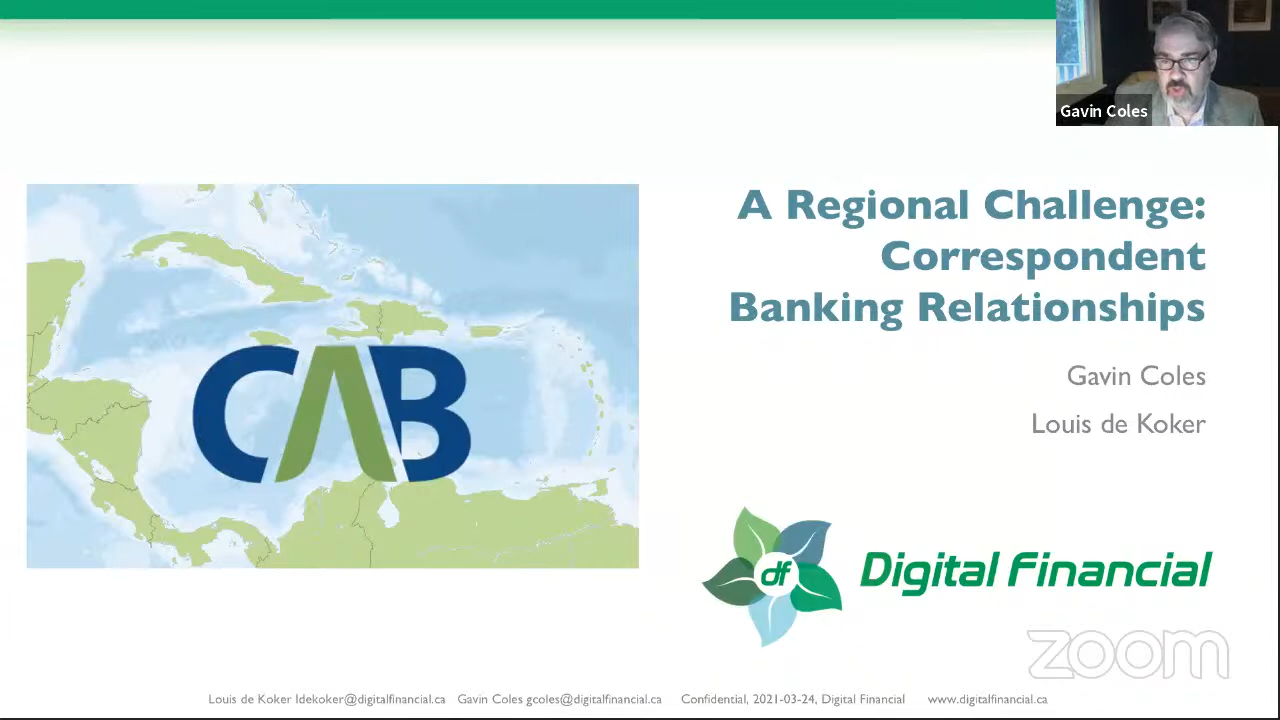 Gavin Coles
A Regional Challenge:
Correspondent
Banking Relationships
Gavin Coles
Louis de Koker
CAB
df
Digital Financial
zoom
Louis de Koker ldekoker@digitalfinancial.ca Gavin Coles gcoles@digitalfinancial.ca Confidential, 2021-03-24, Digital Financial www.digitalfinancial.ca